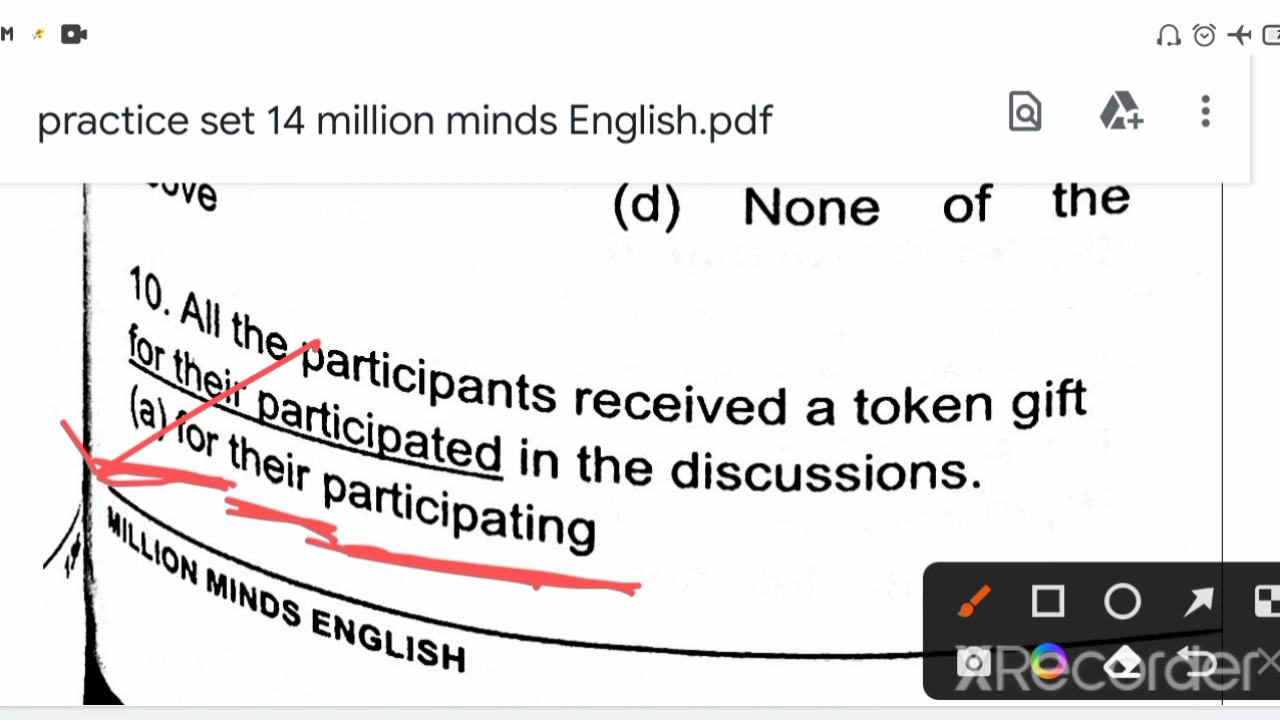 M
practice set 14 million minds English.pdf
(d) None of the
10. All the participants received a token gift
for their participated in the discussions.
(a) for their participating
MILLION MINDS ENGLISH
XRecorder